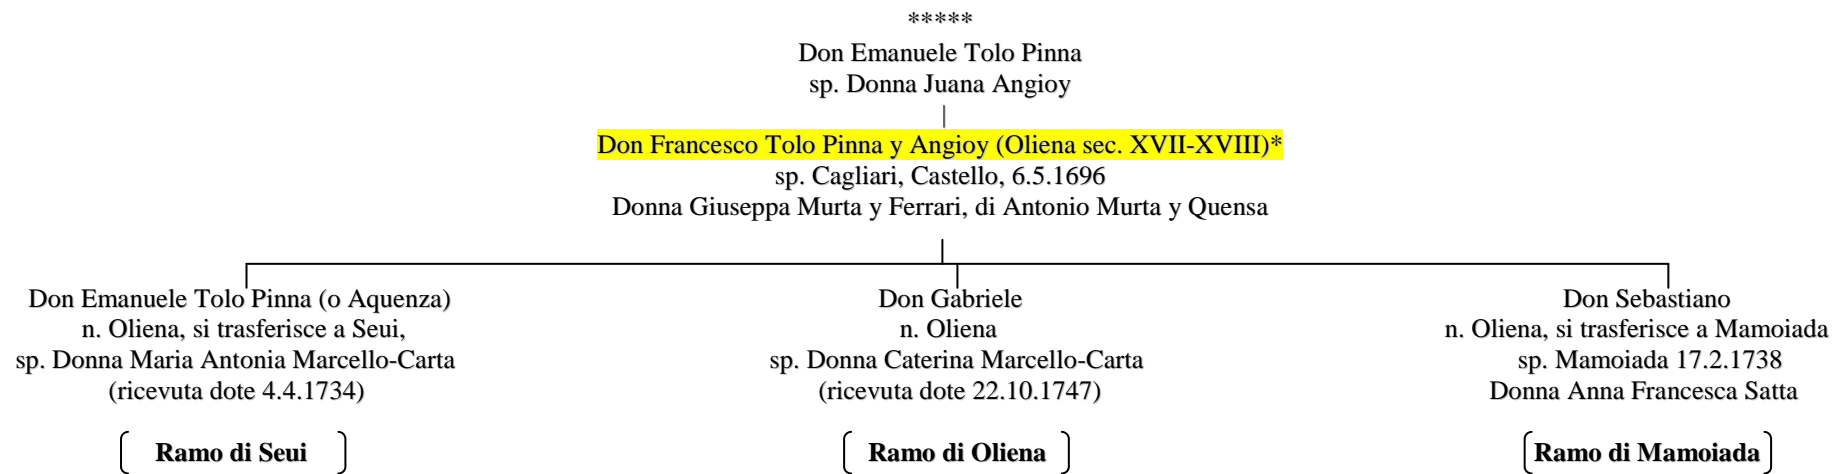 *****
Don Emanuele Tolo Pinna
sp. Donna Juana Angioy
Don Francesco Tolo Pinna y Angioy (Oliena sec. XVII-XVIII)*
sp. Cagliari, Castello, 6.5.1696
Donna Giuseppa Murta y Ferrari, di Antonio Murta y Quensa
Don Emanuele Tolo Pinna (o Aquenza)
n. Oliena, si trasferisce a Seui,
sp. Donna Maria Antonia Marcello-Carta
(ricevuta dote 4.4.1734)
Ramo di Seui
Don Gabriele
n. Oliena
sp. Donna Caterina Marcello-Carta
(ricevuta dote 22.10.1747)
Ramo di Oliena
Don Sebastiano
n. Oliena, si trasferisce a Mamoiada
sp. Mamoiada 17.2.1738
Donna Anna Francesca Satta
Ramo di Mamoiada